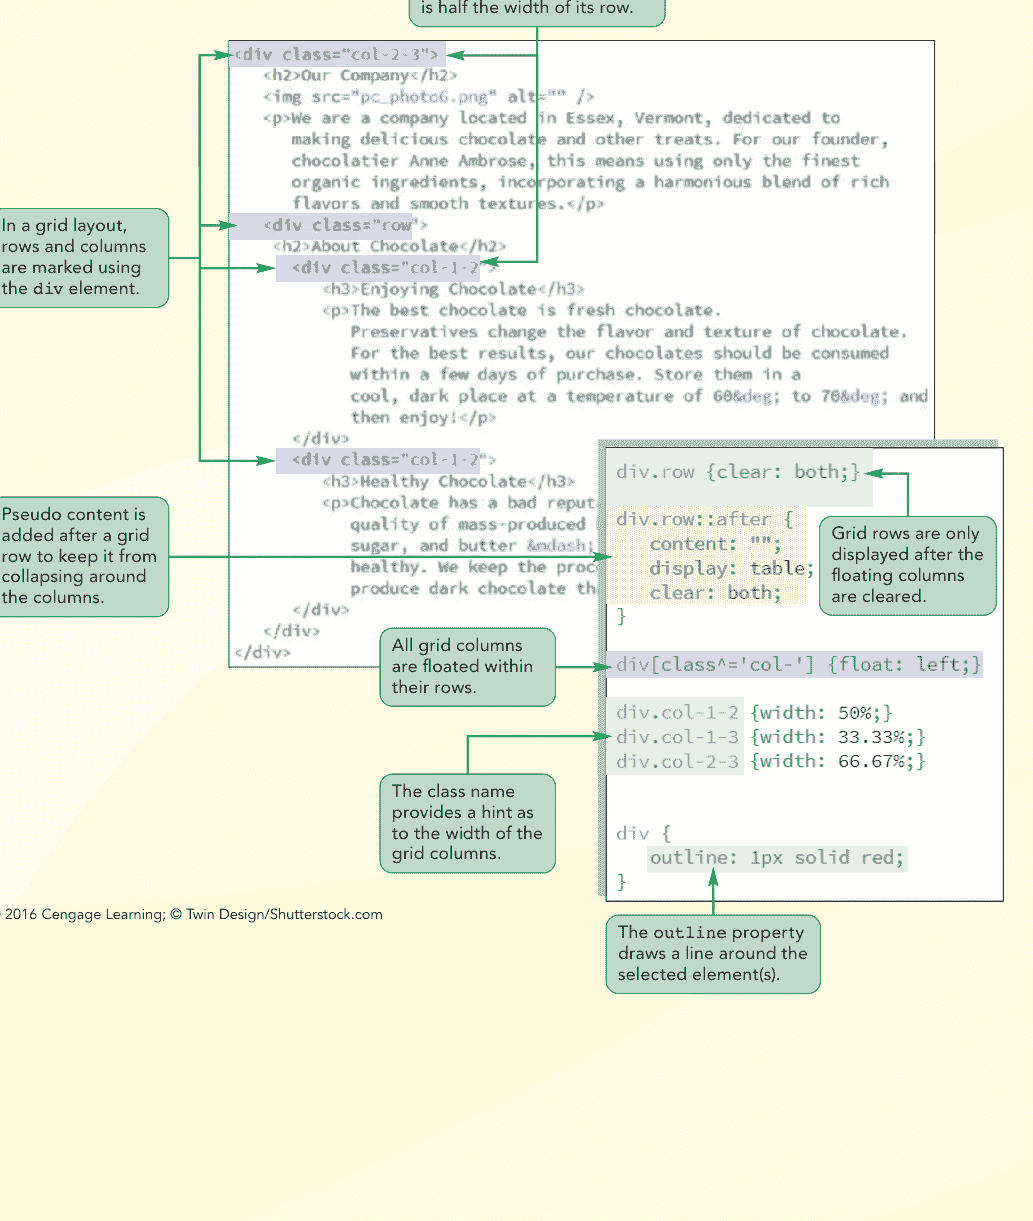 is half the width of its row.
<div class="col-2-3">
<h2>Our Company</h2>
<img src="pc_photo6.png" alt="" />
<p>We are a company located in Essex, Vermont, dedicated to
making delicious chocolate and other treats. For our founder,
chocolatier Anne Ambrose, this means using only the finest
organic ingredients, incorporating a harmonious blend of rich
flavors and smooth textures.</p>
<div class="row">
<h2>About Chocolate</h2>
<div class="col-1-2">
<h3>Enjoying Chocolate</h3>
<p>The best chocolate is fresh chocolate.
Preservatives change the flavor and texture of chocolate.
For the best results, our chocolates should be consumed
within a few days of purchase. Store them in a
cool, dark place at a temperature of 60&deg; to 70&deg; and
then enjoy!</p>
</div>
<div class="col-1-2">
<h3>Healthy Chocolate</h3>
<p>Chocolate has a bad reput
quality of mass-produced
sugar, and butter &mdash;
healthy. We keep the proc
produce dark chocolate th
</div>
</div>
</div>
In a grid layout,
rows and columns
are marked using
the div element.
Pseudo content is
added after a grid
row to keep it from
collapsing around
the columns.
div.row {clear: both;}
div.row::after {
content: "";
display: table;
clear: both;
}
Grid rows are only
displayed after the
floating columns
are cleared.
All grid columns
are floated within
their rows.
div[class^='col-'] {float: left;}
div.col-1-2 {width: 50%;}
div.col-1-3 {width: 33.33%;}
div.col-2-3 {width: 66.67%;}
The class name
provides a hint as
to the width of the
grid columns.
div {
outline: 1px solid red;
}
© 2016 Cengage Learning; © Twin Design/Shutterstock.com
The outline property
draws a line around the
selected element(s).